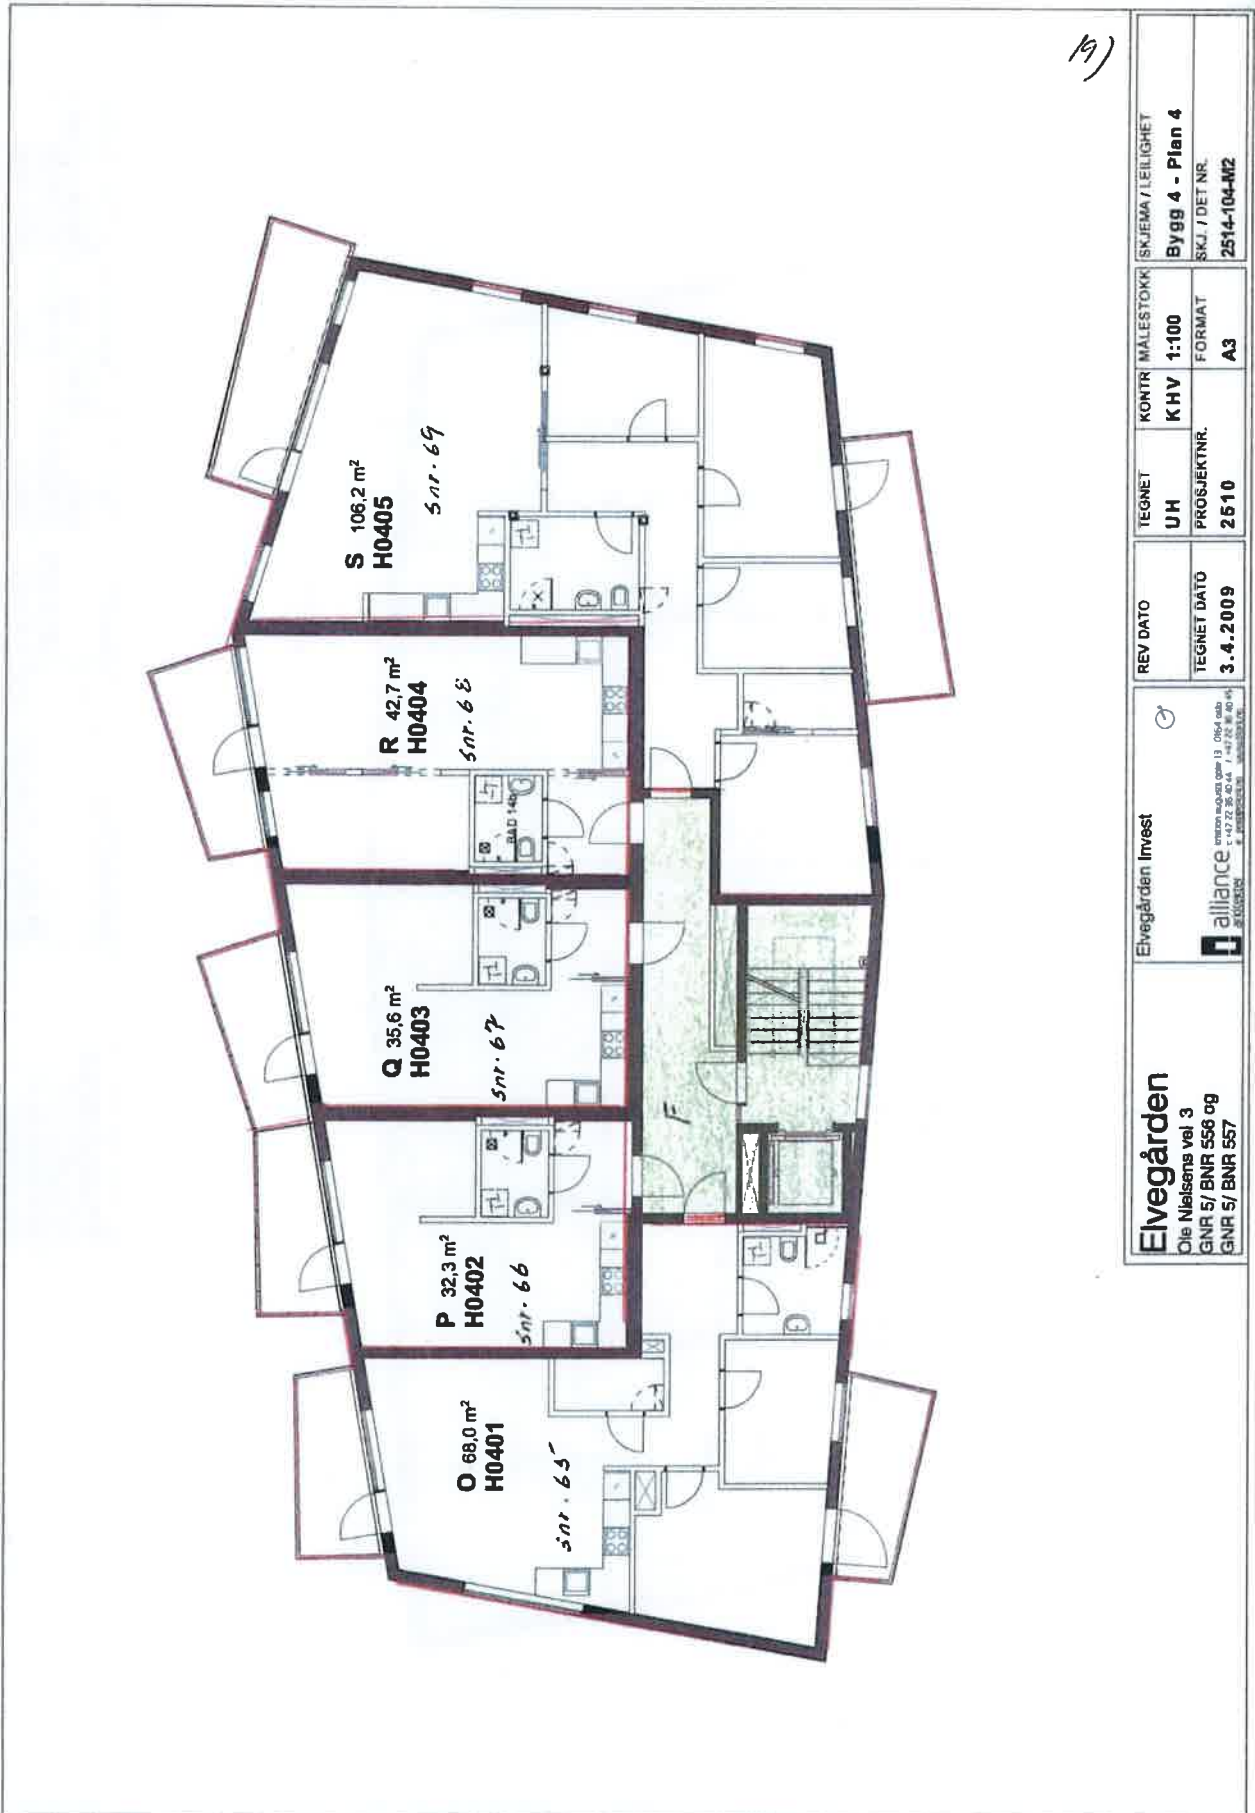 19)
S 106,2 m²
H0405
snr. 69
R 42,7 m²
H0404
snr. 68
BAD 14b
Q 35,6 m²
H0403
snr. 67
P 32,3 m²
H0402
snr. 66
O 68,0 m²
H0401
snr. 65
F
Elvegården
Ole Nielsens vei 3
GNR 5/ BNR 556 og
GNR 5/ BNR 557
Elvegården Invest
alliance
REV DATO
TEGNET DATO
3.4.2009
TEGNET
UH
PROSJEKTNR.
2510
KONTR
KHV
MÅLESTOKK
1:100
FORMAT
A3
SKJEMA / LEILIGHET
Bygg 4 - Plan 4
SKJ. / DET NR.
2514-104-M2